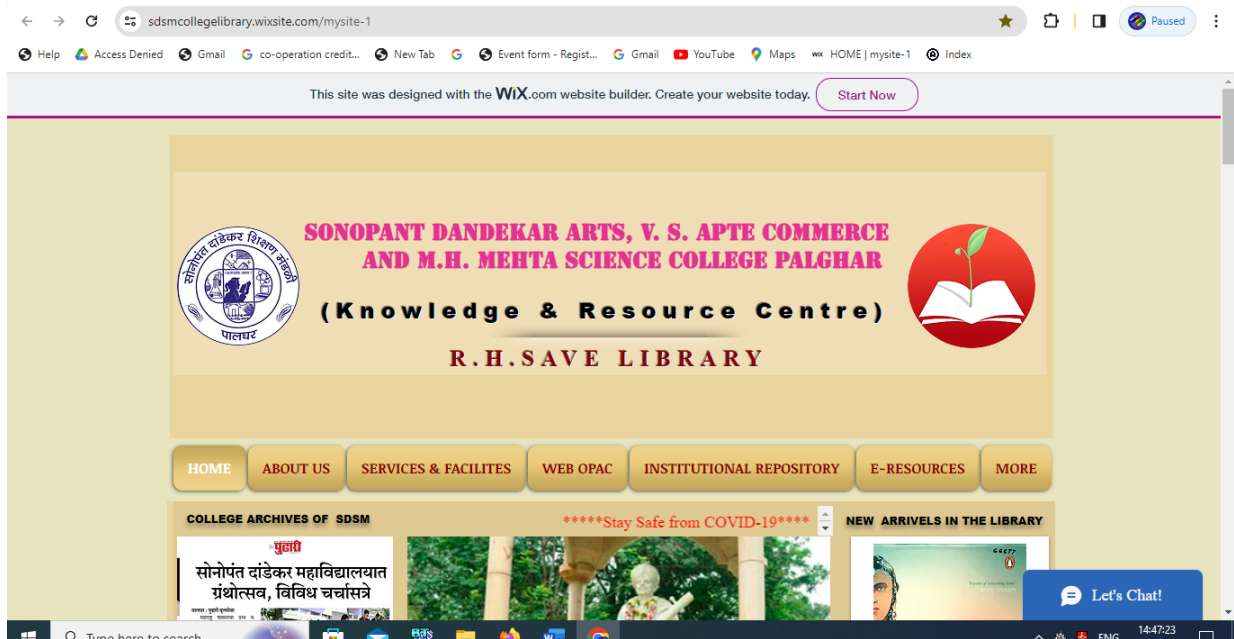 sdsmcollegelibrary.wixsite.com/mysite-1
Paused
Help Access Denied Gmail co-operation credit... New Tab Event form - Regist... Gmail YouTube Maps WIX HOME | mysite-1 Index
This site was designed with the WiX.com website builder. Create your website today. Start Now
सोनोपंत दांडेकर शिक्षण मंडळी
पालघर
SONOPANT DANDEKAR ARTS, V. S. APTE COMMERCE
AND M.H. MEHTA SCIENCE COLLEGE PALGHAR
(Knowledge & Resource Centre)
R.H.SAVE LIBRARY
HOME ABOUT US SERVICES & FACILITES WEB OPAC INSTITUTIONAL REPOSITORY E-RESOURCES MORE
COLLEGE ARCHIVES OF SDSM
*****Stay Safe from COVID-19****
NEW ARRIVELS IN THE LIBRARY
पुढारी
सोनोपंत दांडेकर महाविद्यालयात
ग्रंथोत्सव, विविध चर्चासत्रे
Let's Chat!
Type here to search
ENG
14:47:23